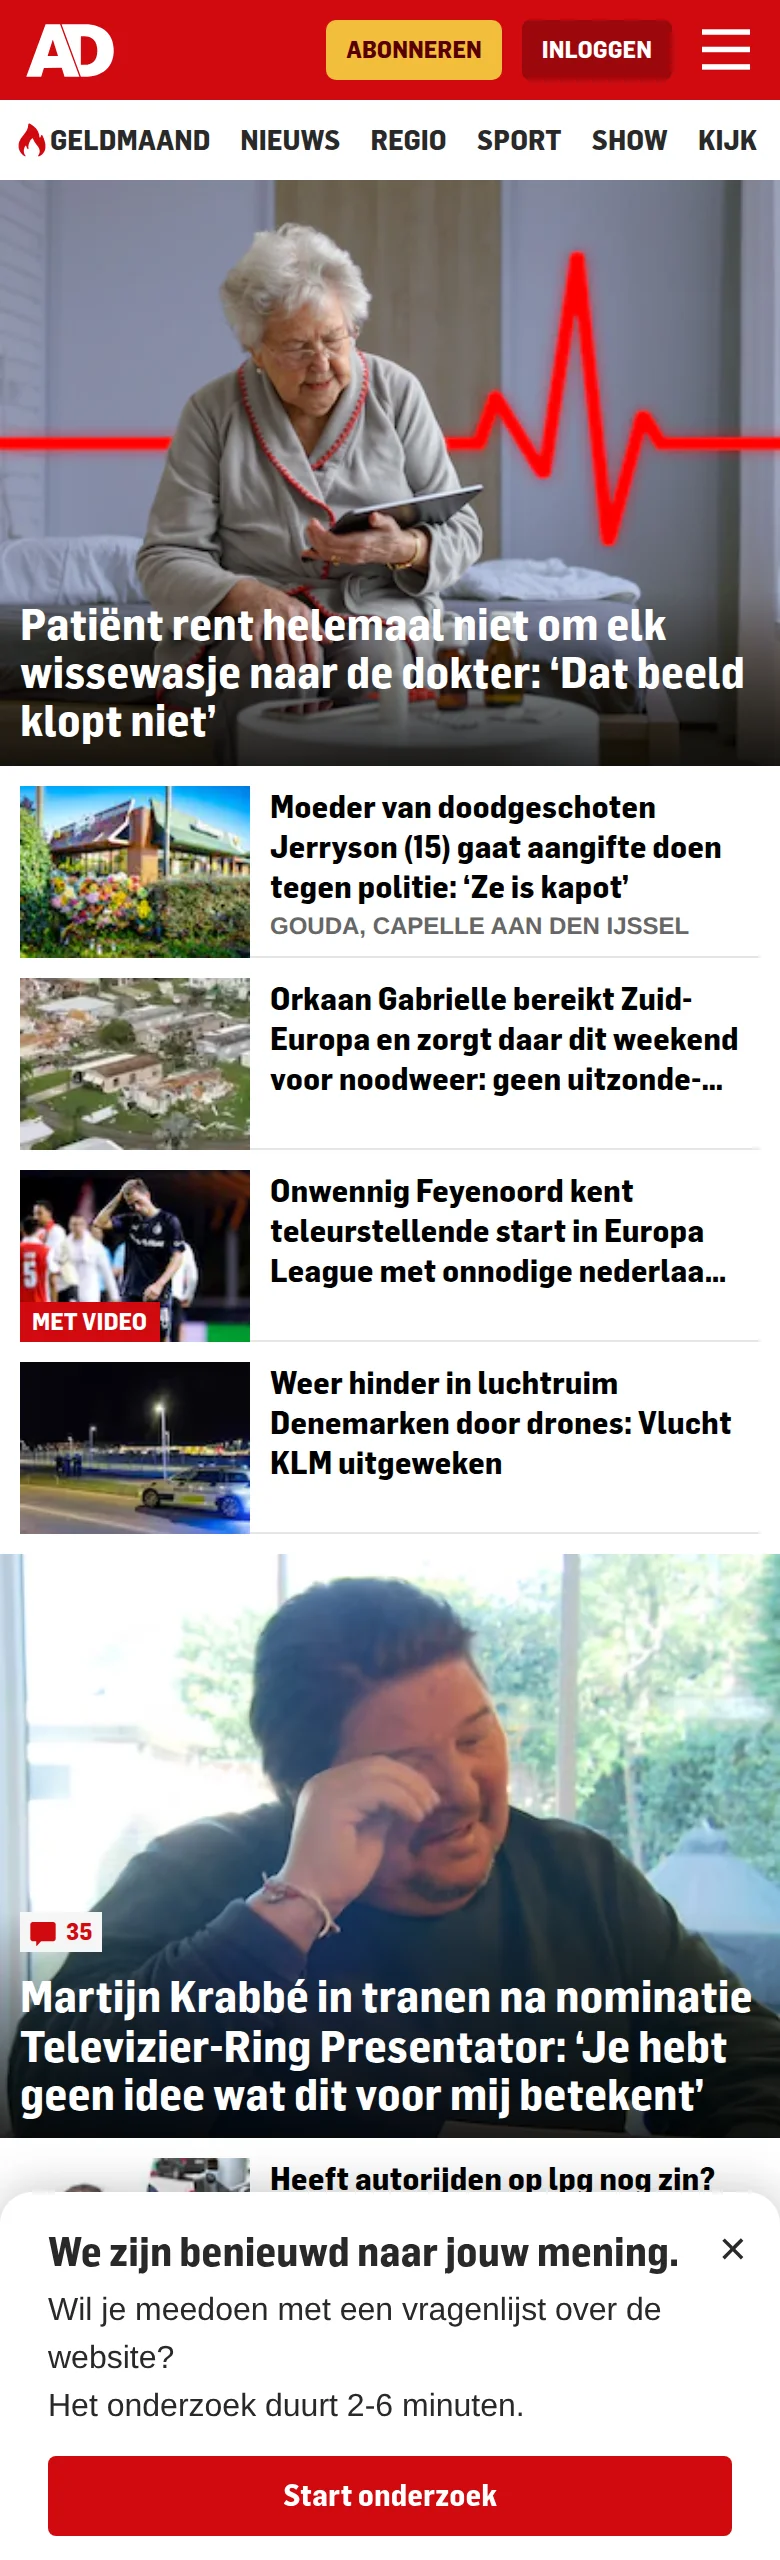 AD
ABONNEREN
INLOGGEN
GELDMAAND NIEUWS REGIO SPORT SHOW KIJK
Patiënt rent helemaal niet om elk
wissewasje naar de dokter: ‘Dat beeld
klopt niet’
Moeder van doodgeschoten
Jerryson (15) gaat aangifte doen
tegen politie: ‘Ze is kapot’
GOUDA, CAPELLE AAN DEN IJSSEL
Orkaan Gabrielle bereikt Zuid-
Europa en zorgt daar dit weekend
voor noodweer: geen uitzonde-...
5
MET VIDEO
Onwennig Feyenoord kent
teleurstellende start in Europa
League met onnodige nederlaa...
Weer hinder in luchtruim
Denemarken door drones: Vlucht
KLM uitgeweken
35
Martijn Krabbé in tranen na nominatie
Televizier-Ring Presentator: ‘Je hebt
geen idee wat dit voor mij betekent’
Heeft autorijden op lpg nog zin?
We zijn benieuwd naar jouw mening.
Wil je meedoen met een vragenlijst over de
website?
Het onderzoek duurt 2-6 minuten.
Start onderzoek